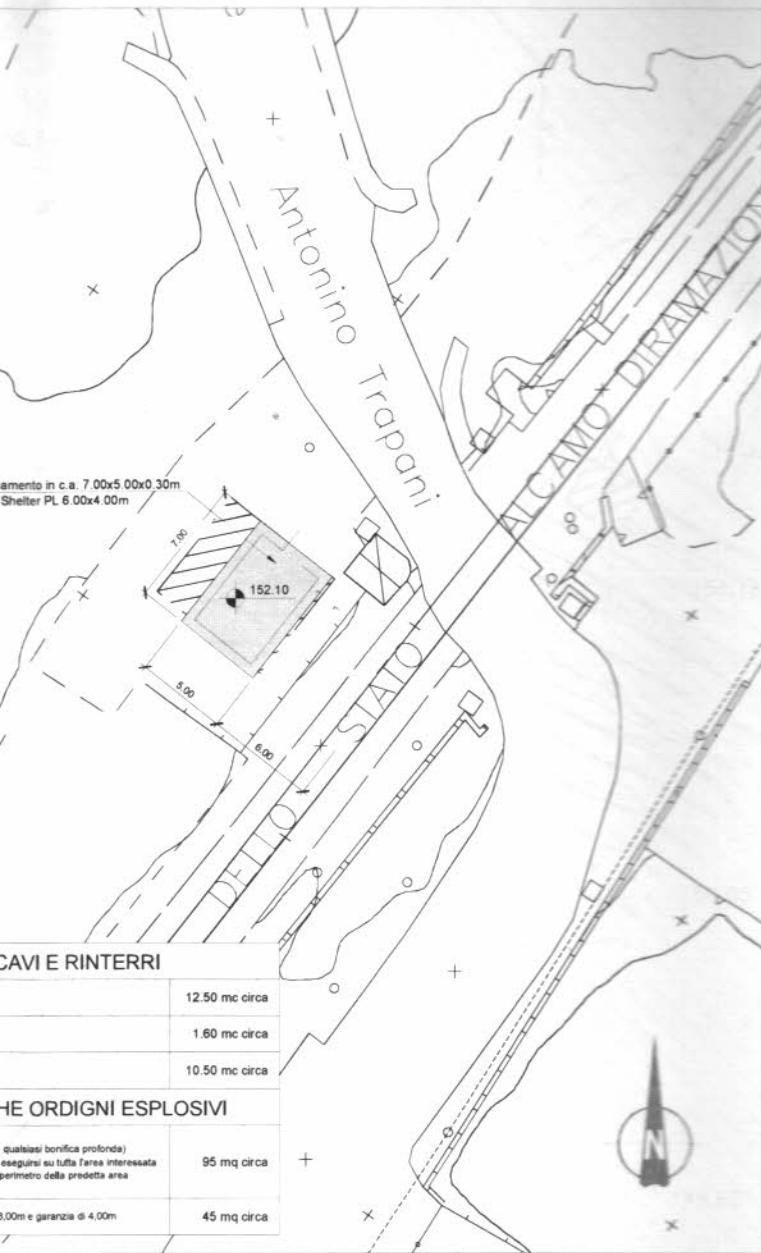 Antonino Trapani
ALCAMO DIRAMAZION
amento in c.a. 7.00x5.00x0.30m
Shelter PL 6.00x4.00m
7.00
152.10
5.00
6.00
DELLO STATO
CAVI E RINTERRI
12.50 mc circa
1.60 mc circa
10.50 mc circa
HE ORDIGNI ESPLOSIVI
qualsiasi bonifica profonda)
eseguirsi su tutta l'area interessata
perimetro della predetta area
95 mq circa
3,00m e garanzia di 4,00m
45 mq circa
N